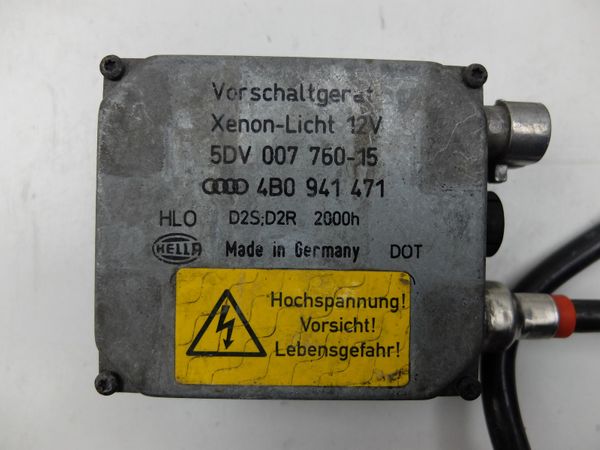 Vorschaltgerät
Xenon-Licht 12V
5DV 007 760-15
4B0 941 471
HLO D2S;D2R 2000h
HELLA Made in Germany DOT
Hochspannung!
Vorsicht!
Lebensgefahr!